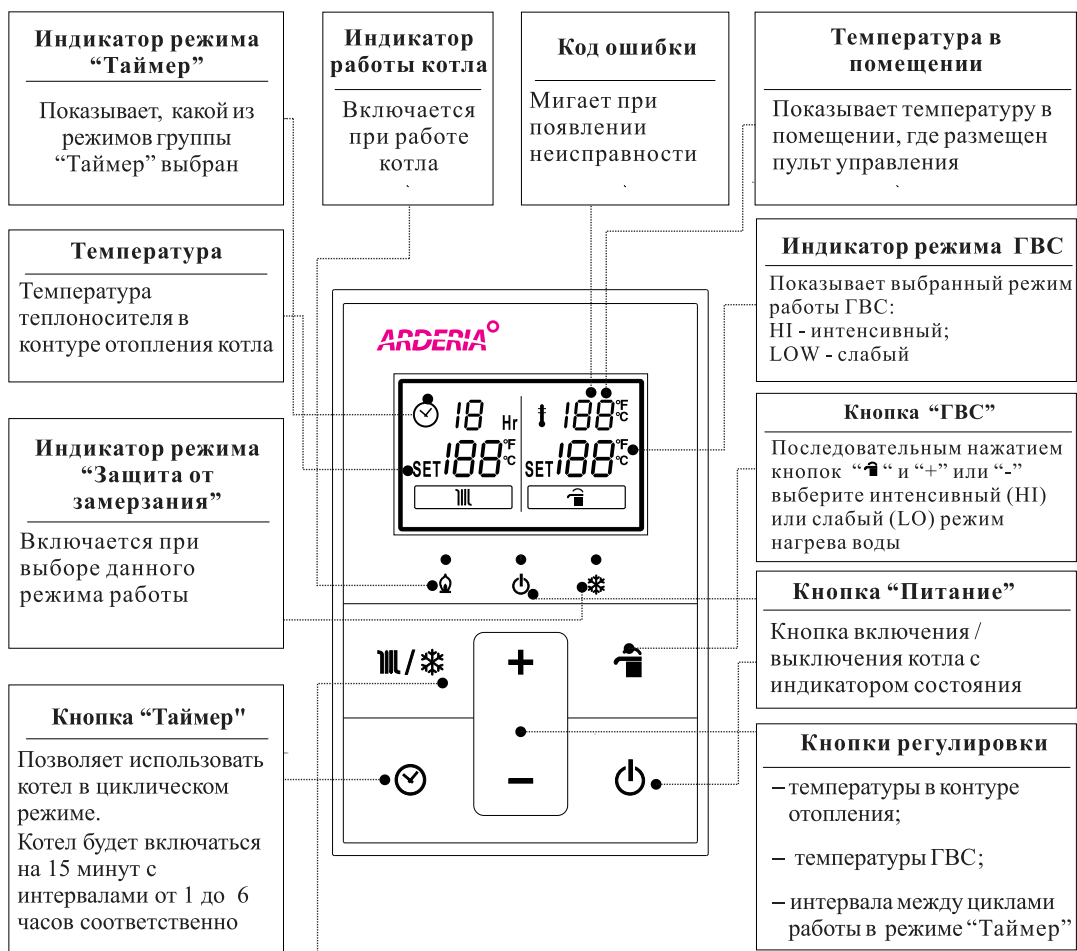 Индикатор режима
“Таймер”
Показывает, какой из
режимов группы
“Таймер” выбран
Индикатор
работы котла
Включается
при работе
котла
Код ошибки
Мигает при
появлении
неисправности
Температура в
помещении
Показывает температуру в
помещении, где размещен
пульт управления
Температура
Температура
теплоносителя в
контуре отопления котла
Индикатор режима ГВС
Показывает выбранный режим
работы ГВС:
HI - интенсивный;
LOW - слабый
Индикатор режима
“Защита от
замерзания”
Включается при
выборе данного
режима работы
ARDERIA
18 Hr
188 °F °C
SET 188 °F °C
SET 188 °F °C
Кнопка “ГВС”
Последовательным нажатием
кнопок “ “ и “+” или “-”
выберите интенсивный (HI)
или слабый (LO) режим
нагрева воды
Кнопка “Питание”
Кнопка включения /
выключения котла с
индикатором состояния
/
+
−
Кнопка “Таймер"
Позволяет использовать
котел в циклическом
режиме.
Котел будет включаться
на 15 минут с
интервалами от 1 до 6
часов соответственно
Кнопки регулировки
– температуры в контуре
отопления;
– температуры ГВС;
– интервала между циклами
работы в режиме “Таймер”